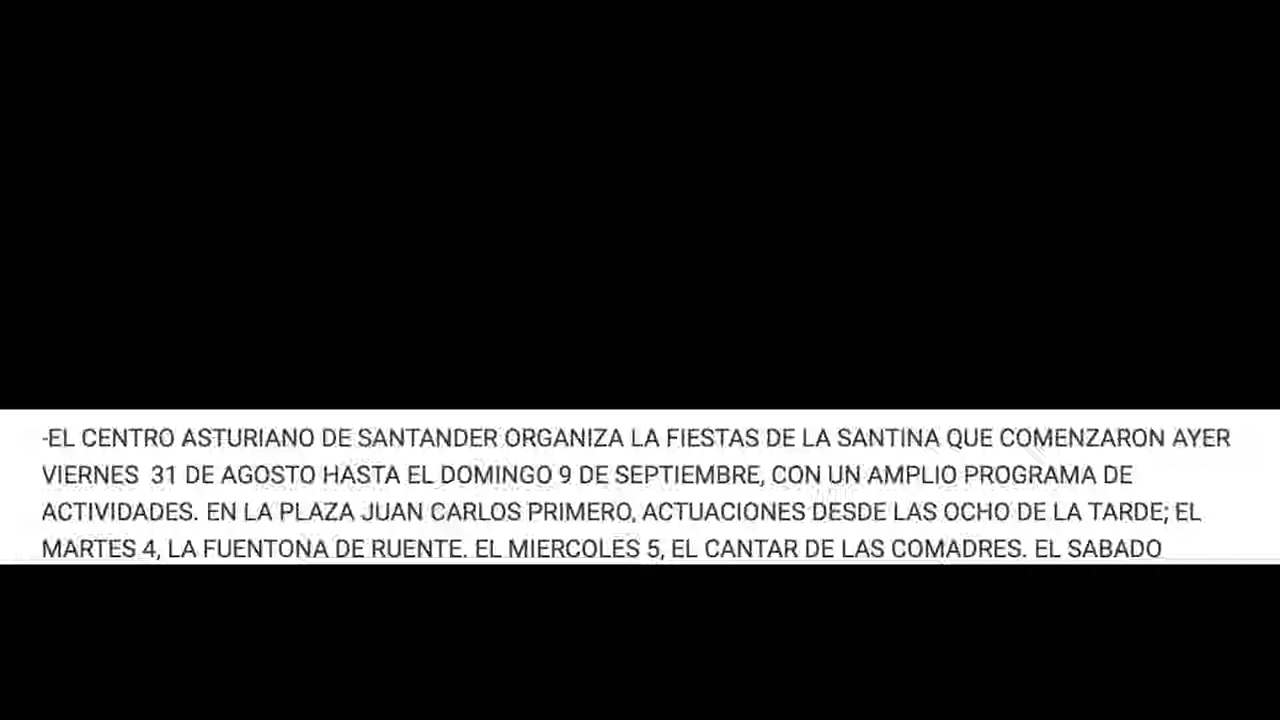 -EL CENTRO ASTURIANO DE SANTANDER ORGANIZA LA FIESTAS DE LA SANTINA QUE COMENZARON AYER
VIERNES  31 DE AGOSTO HASTA EL DOMINGO 9 DE SEPTIEMBRE, CON UN AMPLIO PROGRAMA DE
ACTIVIDADES. EN LA PLAZA JUAN CARLOS PRIMERO, ACTUACIONES DESDE LAS OCHO DE LA TARDE; EL
MARTES 4, LA FUENTONA DE RUENTE. EL MIERCOLES 5, EL CANTAR DE LAS COMADRES. EL SABADO